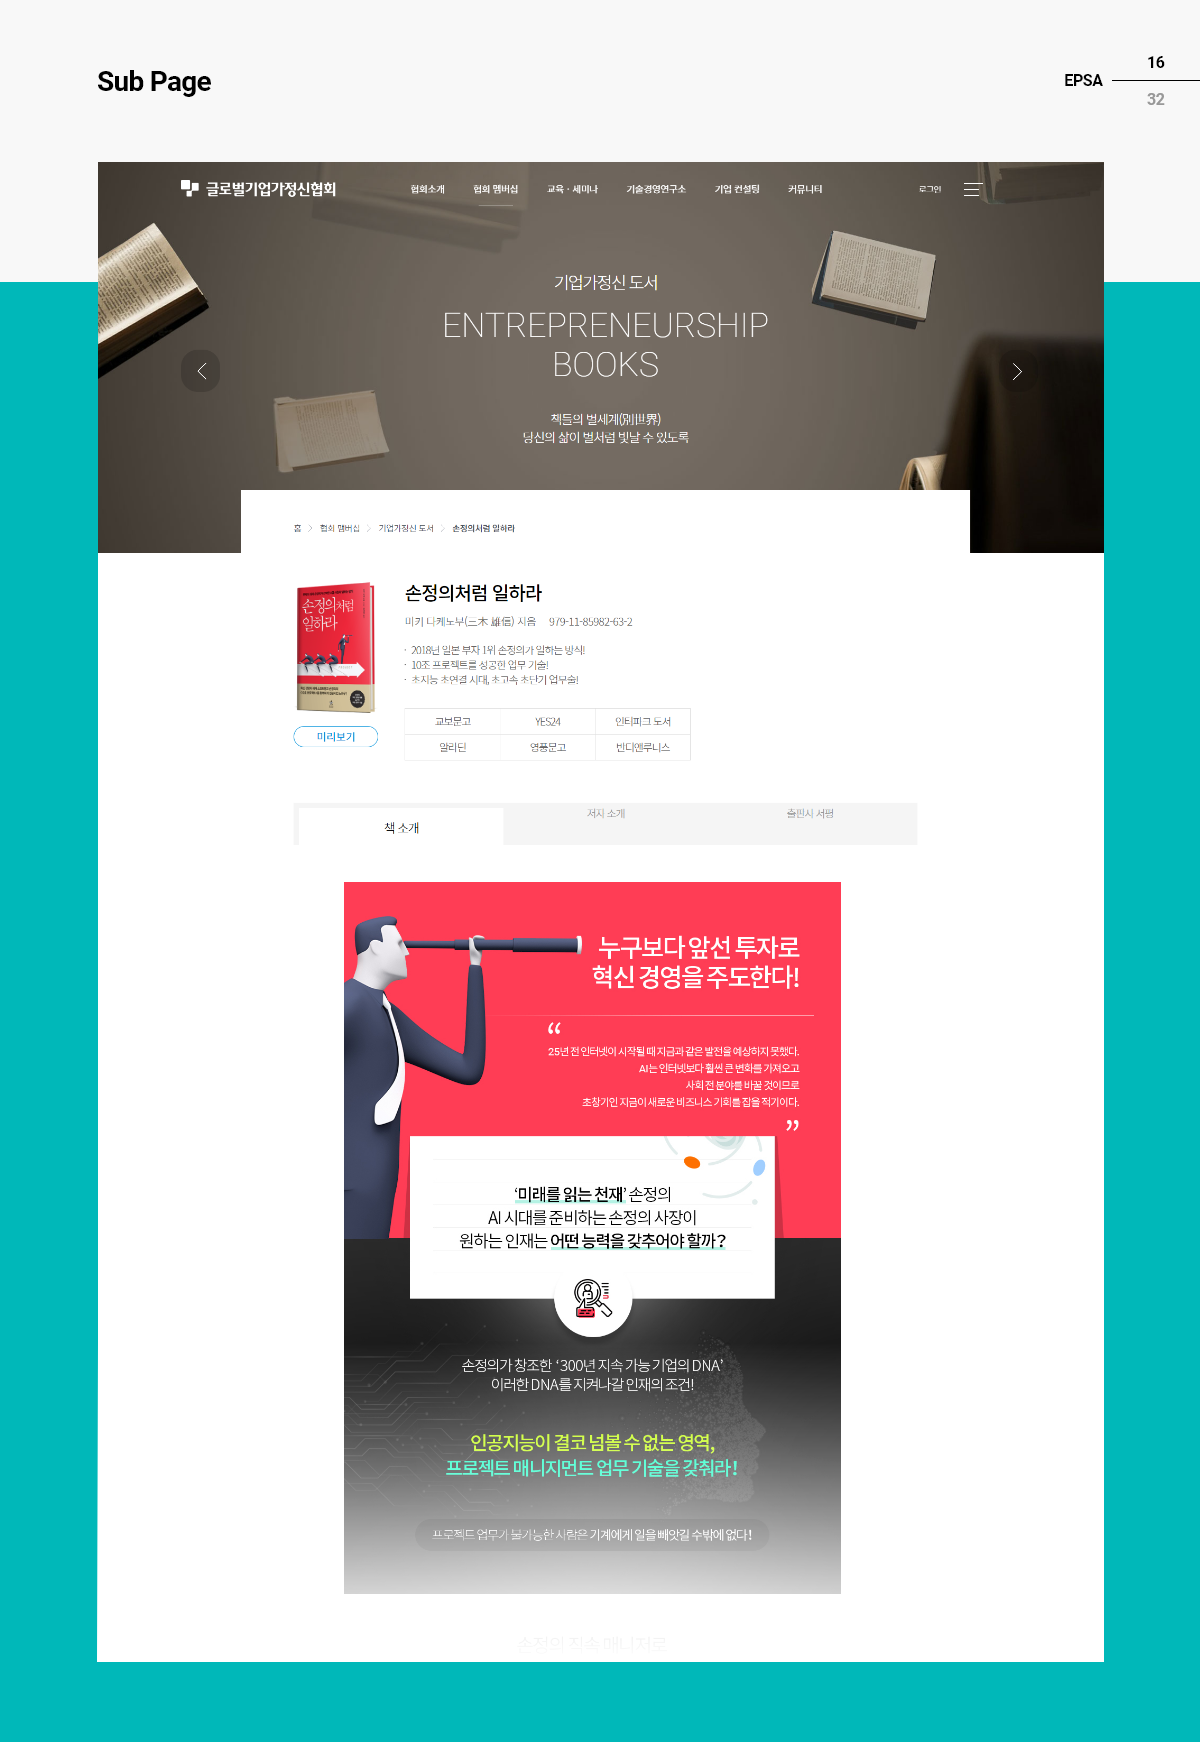 Sub Page
EPSA
16
32
글로벌기업가정신협회
협회소개 협회 멤버십 교육 · 세미나 기술경영연구소 기업 컨설팅 커뮤니티 로그인
기업가정신 도서
ENTREPRENEURSHIP
BOOKS
책들의 별세계(別世界)
당신의 삶이 별처럼 빛날 수 있도록
홈 > 협회 멤버십 > 기업가정신 도서 > 손정의처럼 일하라
손정의처럼
일하라
손정의처럼 일하라
미키 다케노부(三木 雄信) 지음 979-11-85982-63-2
· 2018년 일본 부자 1위 손정의가 일하는 방식!
· 10조 프로젝트를 성공한 업무 기술!
· 초지능 초연결 시대, 초고속 초단기 업무술!
미리보기
교보문고 YES24 인터파크 도서
알라딘 영풍문고 반디앤루니스
책 소개 저자 소개 출판사 서평
누구보다 앞선 투자로
혁신 경영을 주도한다!
“
25년 전 인터넷이 시작될 때 지금과 같은 발전을 예상하지 못했다.
AI는 인터넷보다 훨씬 큰 변화를 가져오고
사회 전 분야를 바꿀 것이므로
초창기인 지금이 새로운 비즈니스 기회를 잡을 적기이다.
”
‘미래를 읽는 천재’ 손정의
AI 시대를 준비하는 손정의 사장이
원하는 인재는 어떤 능력을 갖추어야 할까?
손정의가 창조한 ‘300년 지속 가능 기업의 DNA’
이러한 DNA를 지켜나갈 인재의 조건!
인공지능이 결코 넘볼 수 없는 영역,
프로젝트 매니지먼트 업무 기술을 갖춰라!
프로젝트 업무가 불가능한 사람은 기계에게 일을 빼앗길 수밖에 없다!
손정의 직속 매니저로